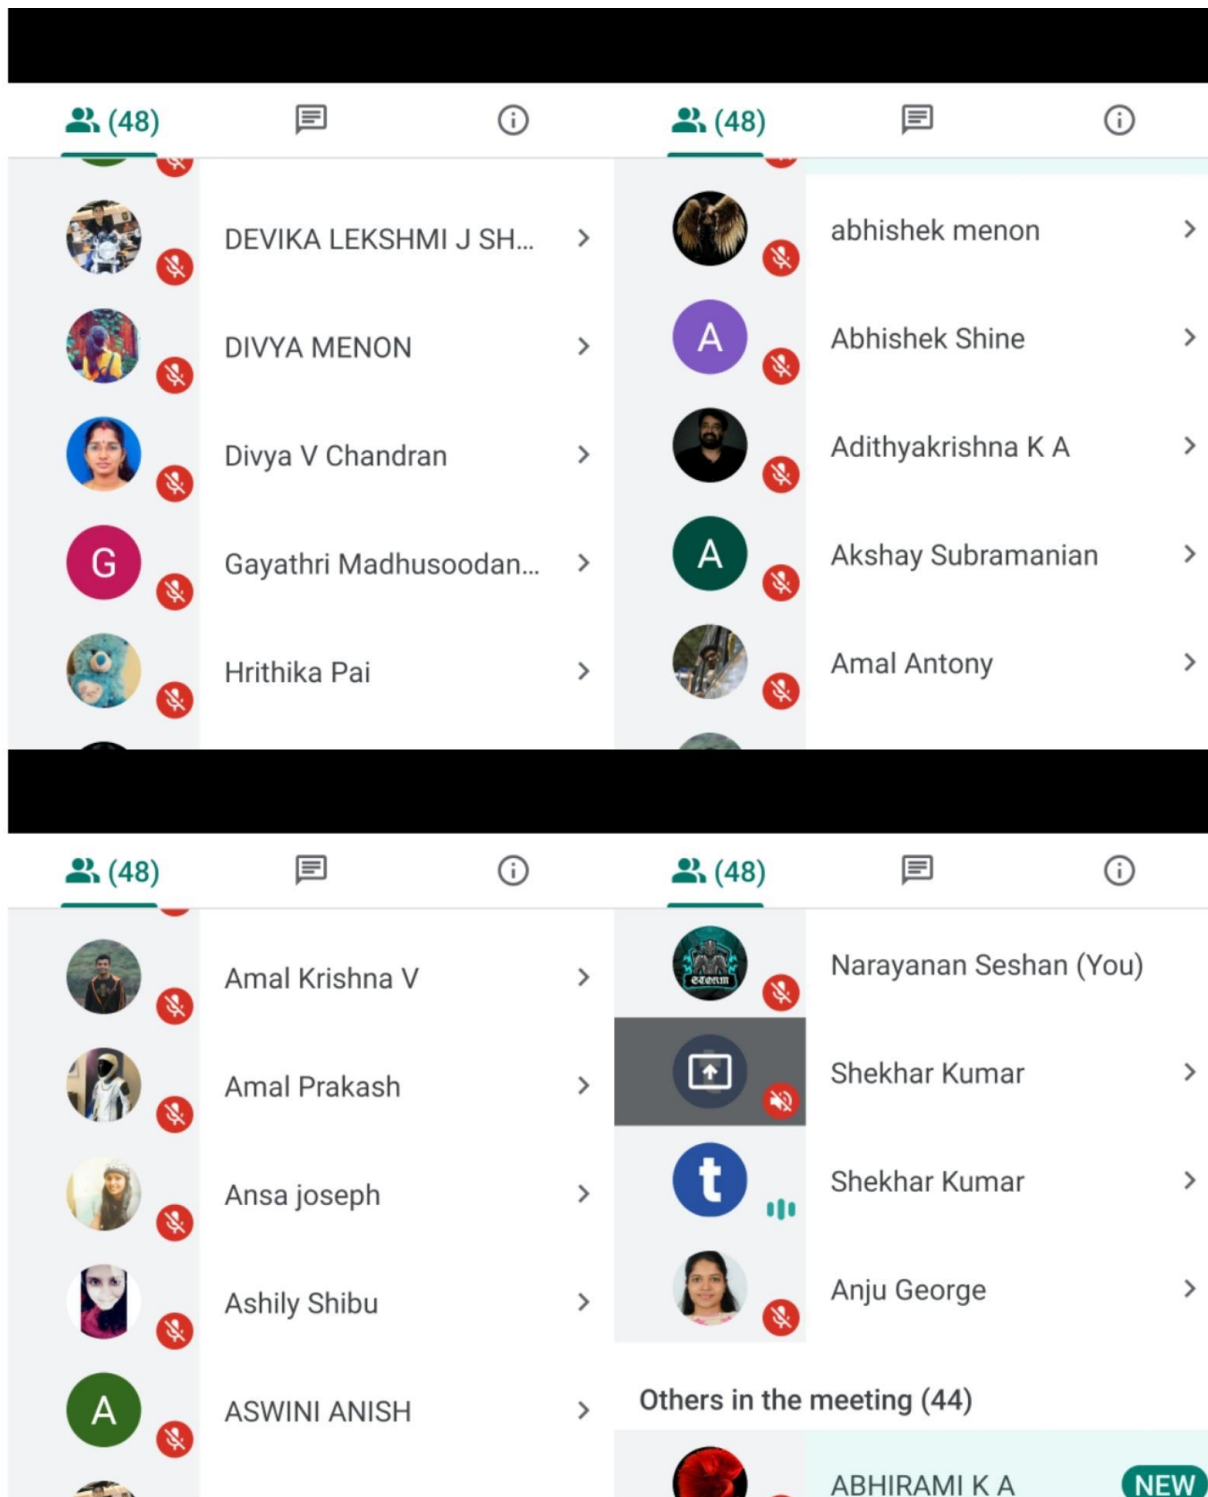 (48)
DEVIKA LEKSHMI J SH...
DIVYA MENON
Divya V Chandran
G
Gayathri Madhusoodan...
Hrithika Pai
(48)
abhishek menon
A
Abhishek Shine
Adithyakrishna K A
A
Akshay Subramanian
Amal Antony
(48)
Amal Krishna V
Amal Prakash
Ansa joseph
Ashily Shibu
A
ASWINI ANISH
(48)
STORM
Narayanan Seshan (You)
Shekhar Kumar
t
Shekhar Kumar
Anju George
Others in the meeting (44)
ABHIRAMI K A
NEW